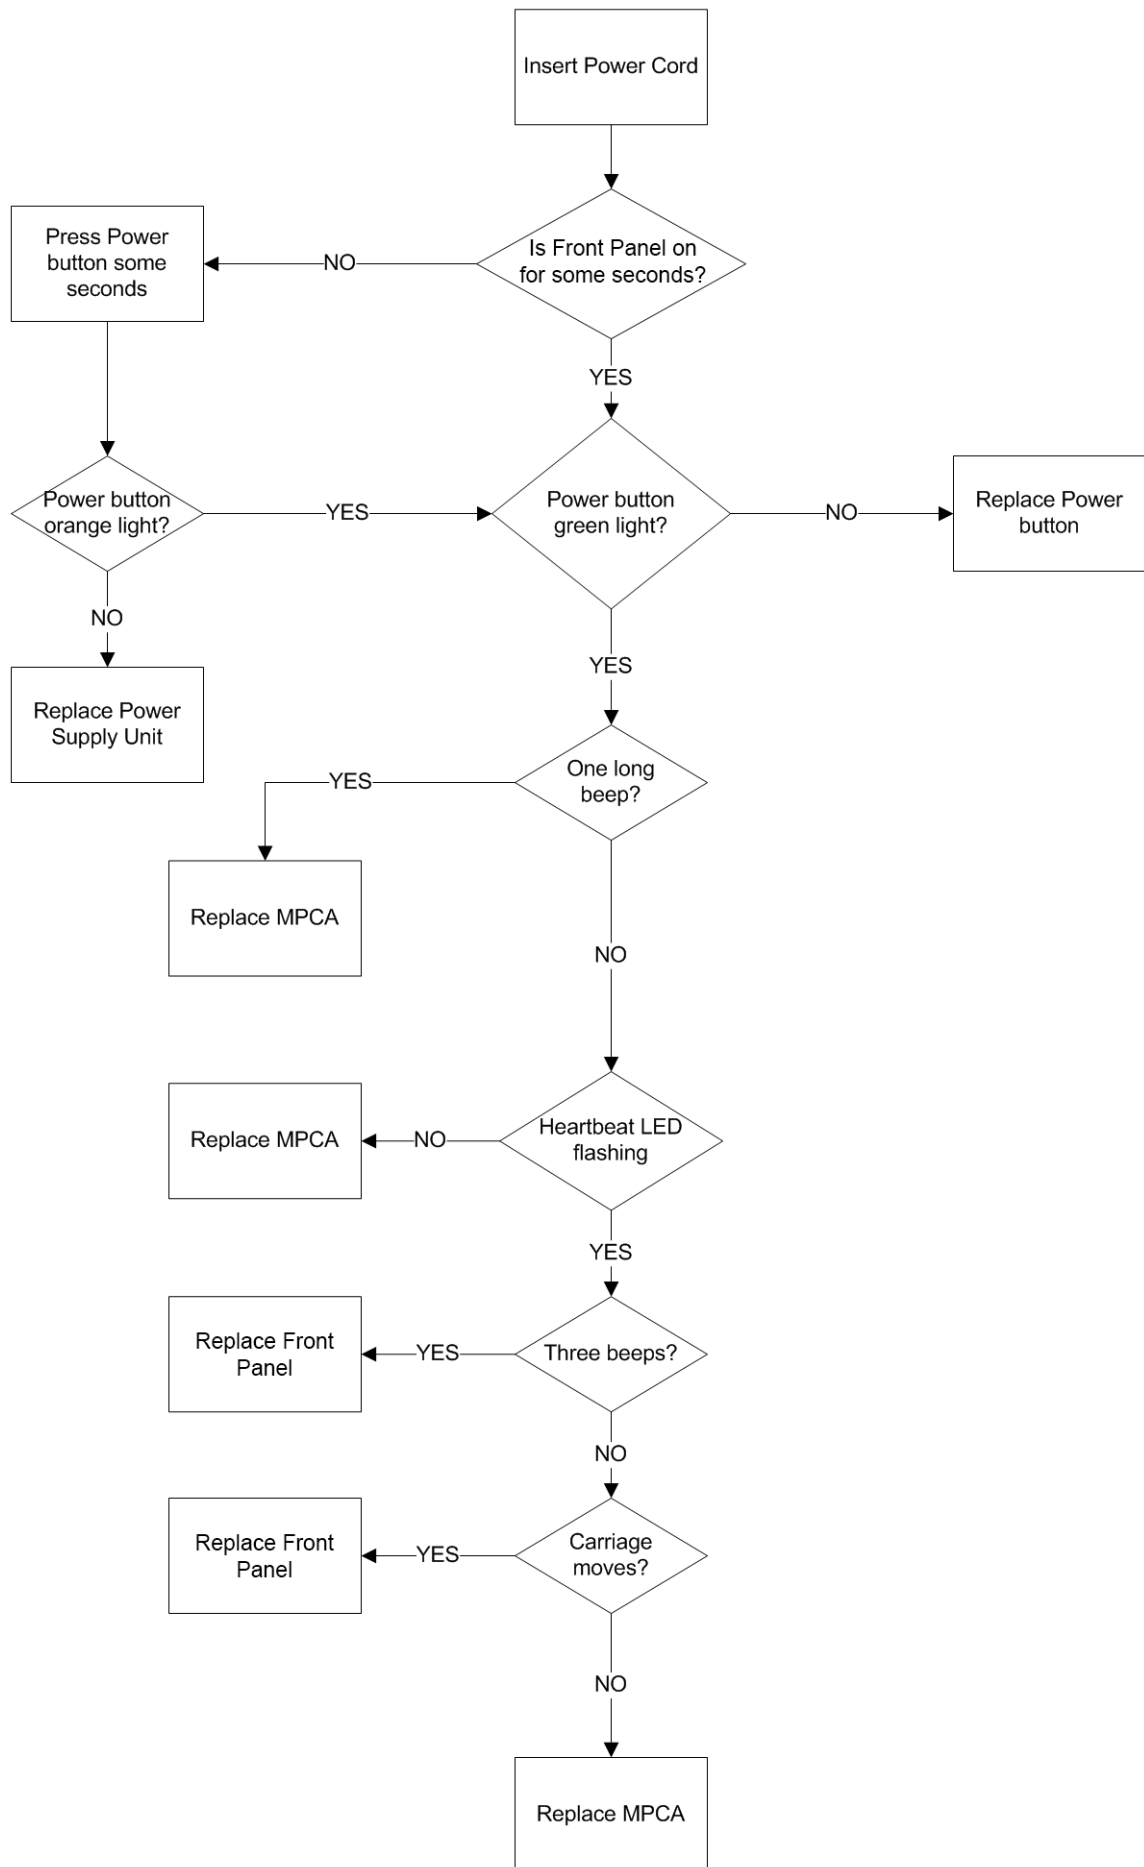 Insert Power Cord
Press Power
button some
seconds
NO
Is Front Panel on
for some seconds?
YES
Power button
orange light?
YES
Power button
green light?
NO
Replace Power
button
NO
YES
Replace Power
Supply Unit
YES
One long
beep?
Replace MPCA
NO
Replace MPCA
NO
Heartbeat LED
flashing
YES
Replace Front
Panel
YES
Three beeps?
NO
Replace Front
Panel
YES
Carriage
moves?
NO
Replace MPCA